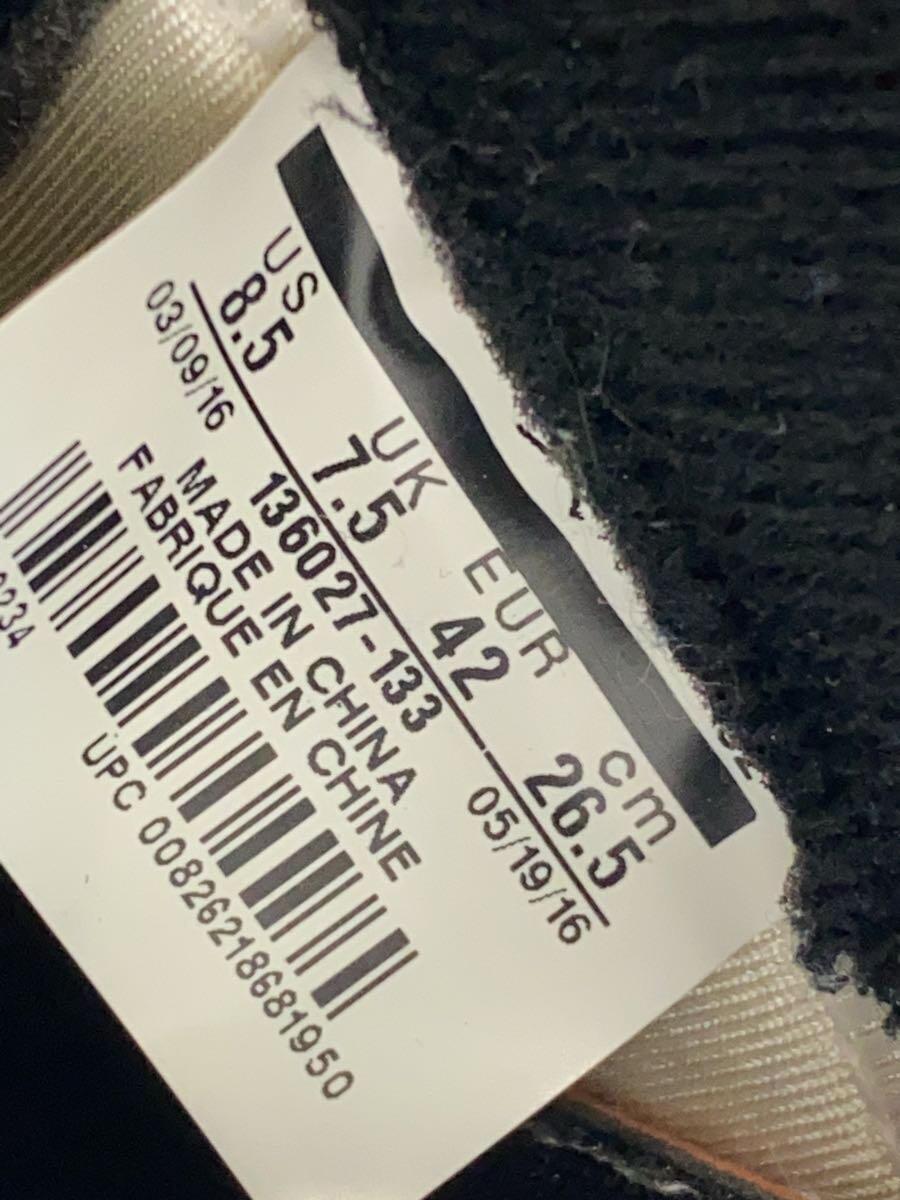 US UK EUR cm
8.5 7.5 42 26.5
03/09/16 136027-133 05/19/16
MADE IN CHINA
FABRIQUE EN CHINE
UPC 00826218681950